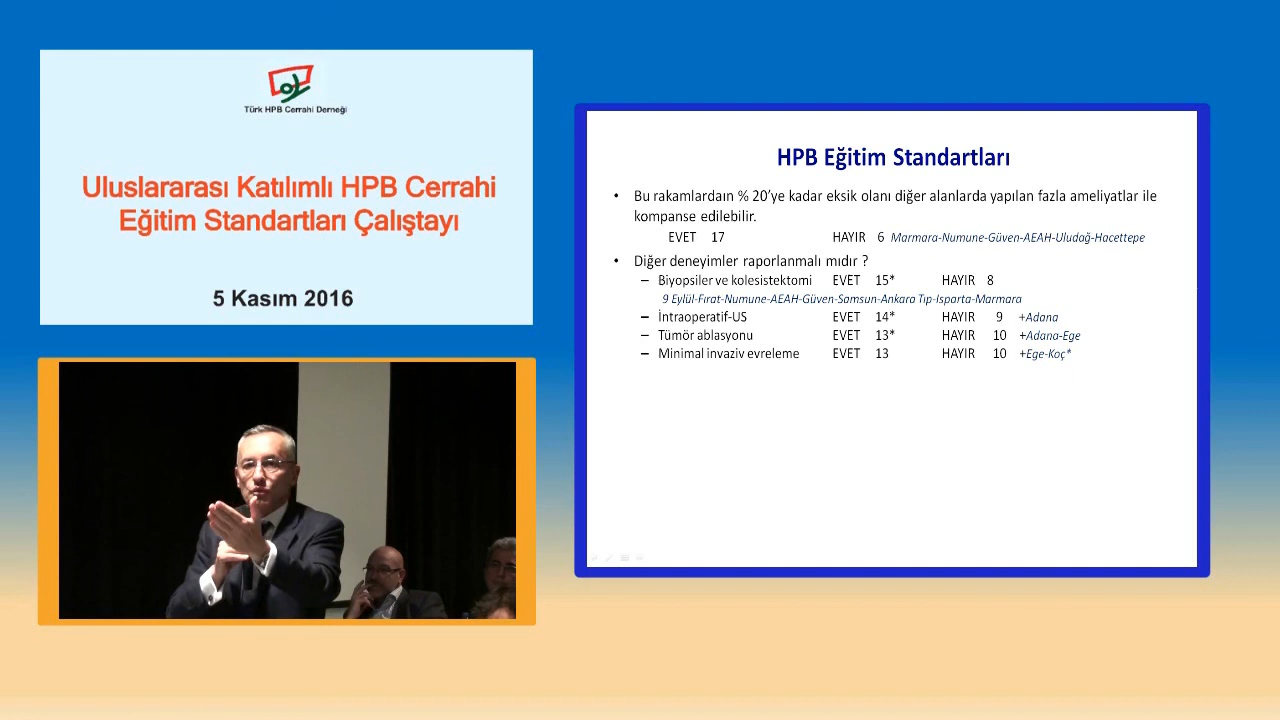 Türk HPB Cerrahi Derneği
Uluslararası Katılımlı HPB Cerrahi
Eğitim Standartları Çalıştayı
5 Kasım 2016
HPB Eğitim Standartları
• Bu rakamlardaın % 20’ye kadar eksik olanı diğer alanlarda yapılan fazla ameliyatlar ile
kompanse edilebilir.
EVET 17 HAYIR 6 Marmara-Numune-Güven-AEAH-Uludağ-Hacettepe
• Diğer deneyimler raporlanmalı mıdır ?
– Biyopsiler ve kolesistektomi EVET 15* HAYIR 8
9 Eylül-Fırat-Numune-AEAH-Güven-Samsun-Ankara Tıp-Isparta-Marmara
– İntraoperatif-US EVET 14* HAYIR 9 +Adana
– Tümör ablasyonu EVET 13* HAYIR 10 +Adana-Ege
– Minimal invaziv evreleme EVET 13 HAYIR 10 +Ege-Koç*